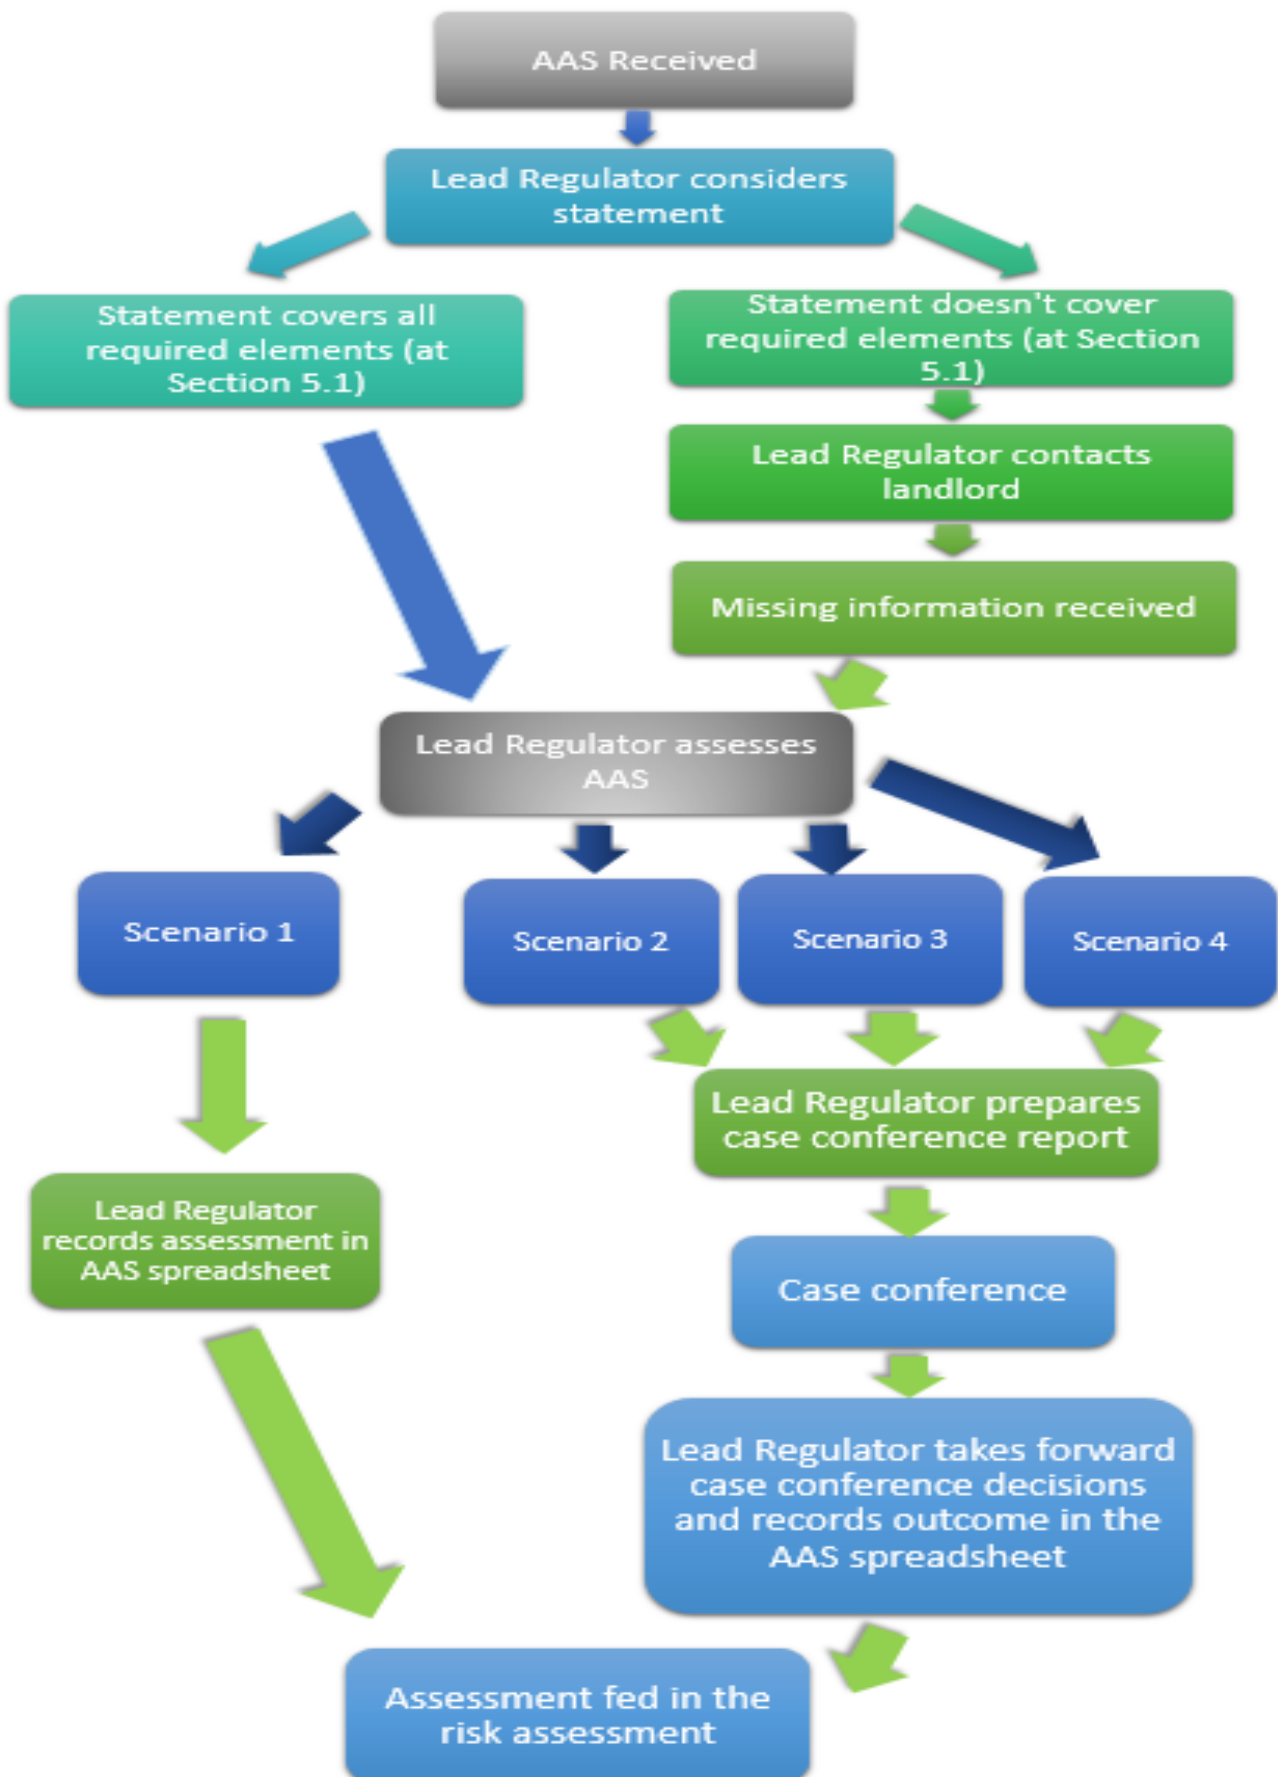 AAS Received
Lead Regulator considers
statement
Statement covers all
required elements (at
Section 5.1)
Statement doesn't cover
required elements (at Section
5.1)
Lead Regulator contacts
landlord
Missing information received
Lead Regulator assesses
AAS
Scenario 1
Scenario 2
Scenario 3
Scenario 4
Lead Regulator prepares
case conference report
Lead Regulator
records assessment in
AAS spreadsheet
Case conference
Lead Regulator takes forward
case conference decisions
and records outcome in the
AAS spreadsheet
Assessment fed in the
risk assessment